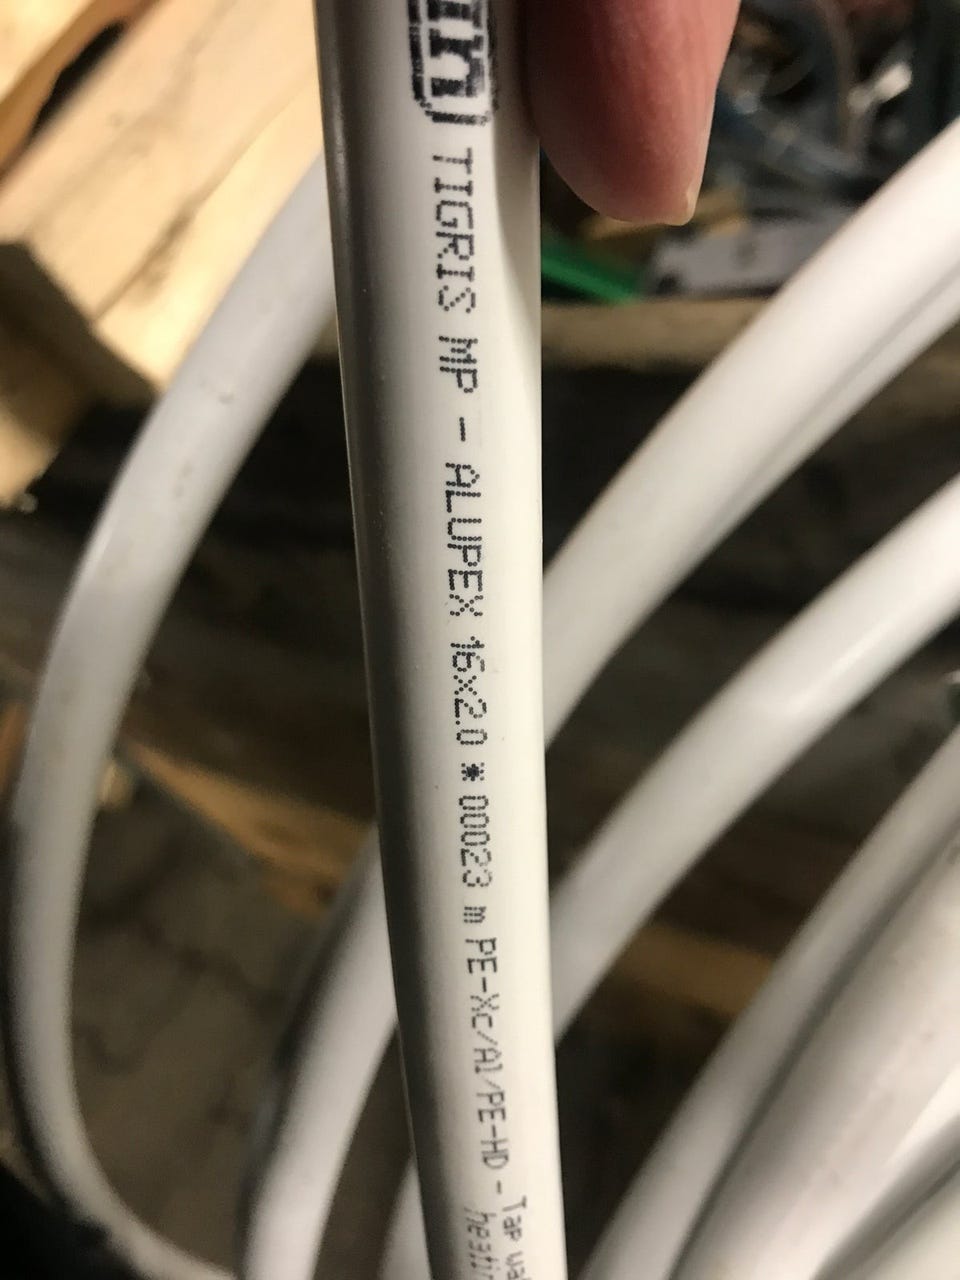 TIGRIS MP - ALUPEX 16x2.0 * 00023 m PE-Xc/Al/PE-HD - Tap